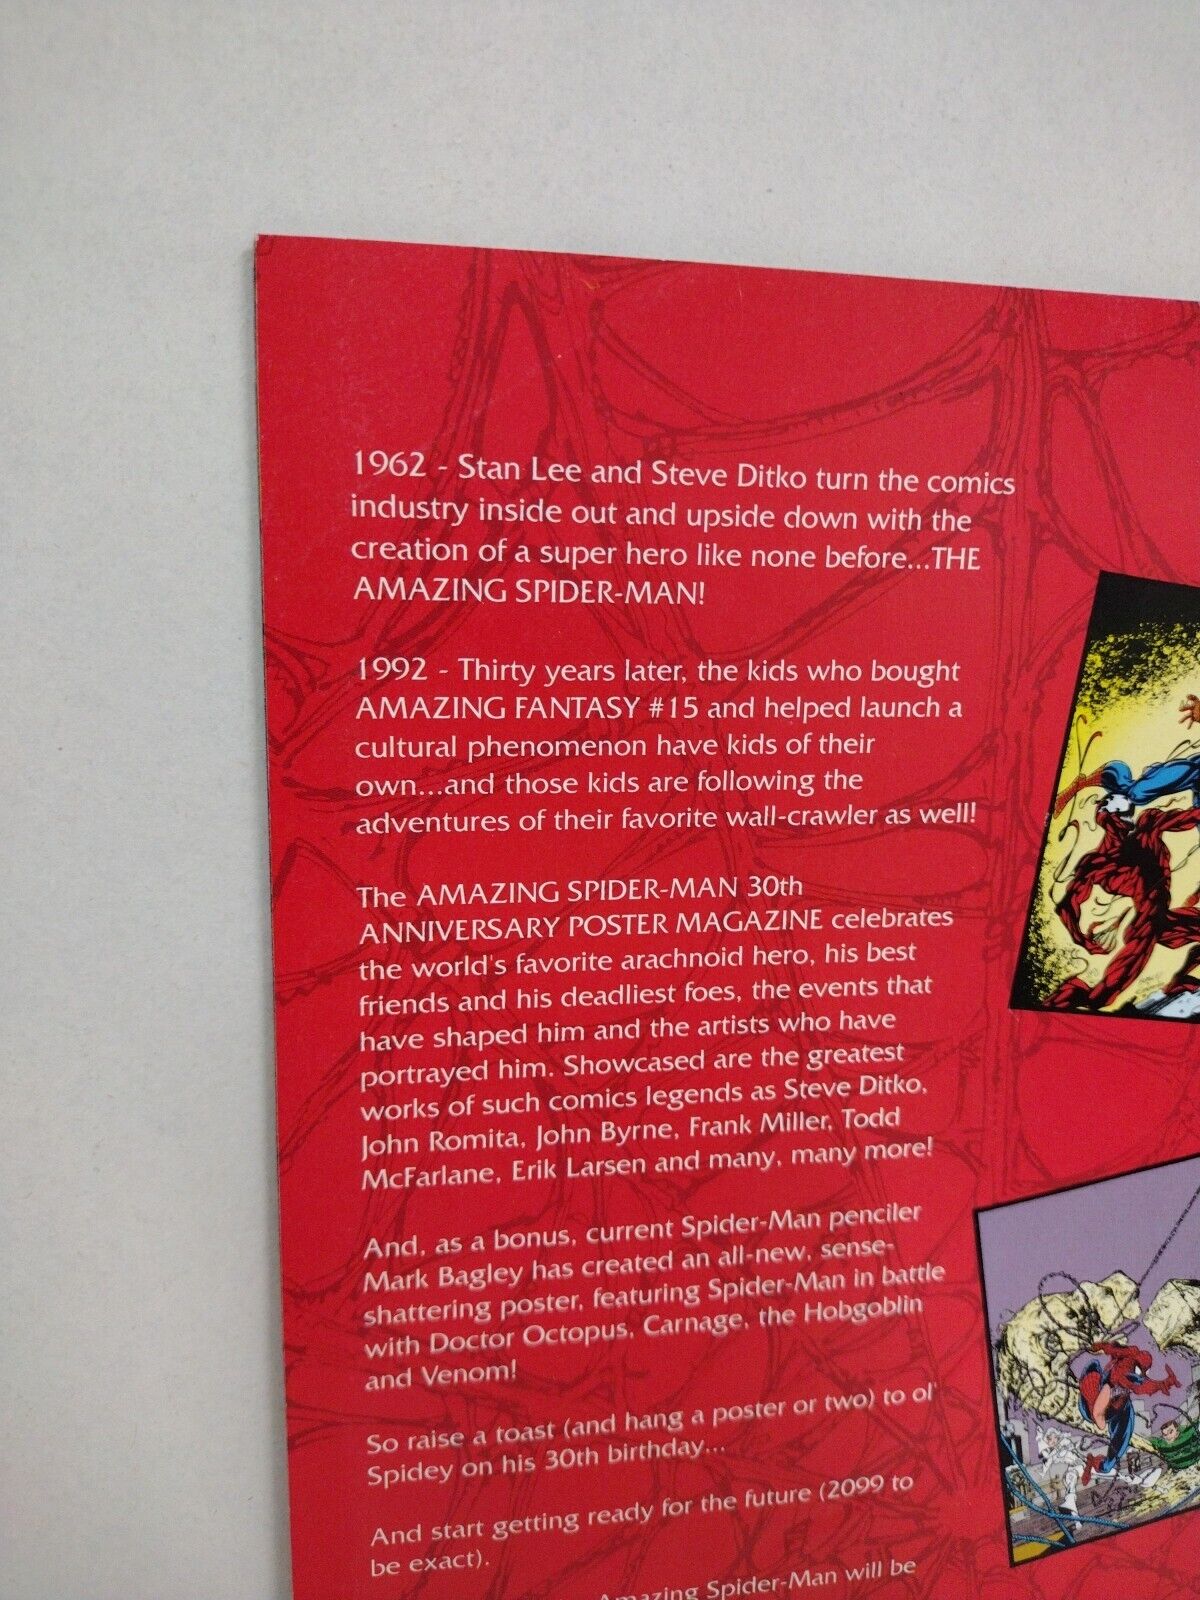 1962 - Stan Lee and Steve Ditko turn the comics
industry inside out and upside down with the
creation of a super hero like none before...THE
AMAZING SPIDER-MAN!
1992 - Thirty years later, the kids who bought
AMAZING FANTASY #15 and helped launch a
cultural phenomenon have kids of their
own...and those kids are following the
adventures of their favorite wall-crawler as well!
The AMAZING SPIDER-MAN 30th
ANNIVERSARY POSTER MAGAZINE celebrates
the world's favorite arachnoid hero, his best
friends and his deadliest foes, the events that
have shaped him and the artists who have
portrayed him. Showcased are the greatest
works of such comics legends as Steve Ditko,
John Romita, John Byrne, Frank Miller, Todd
McFarlane, Erik Larsen and many, many more!
And, as a bonus, current Spider-Man penciler
Mark Bagley has created an all-new, sense-
shattering poster, featuring Spider-Man in battle
with Doctor Octopus, Carnage, the Hobgoblin
and Venom!
So raise a toast (and hang a poster or two) to ol'
Spidey on his 30th birthday...
And start getting ready for the future (2099 to
be exact).
Amazing Spider-Man will be